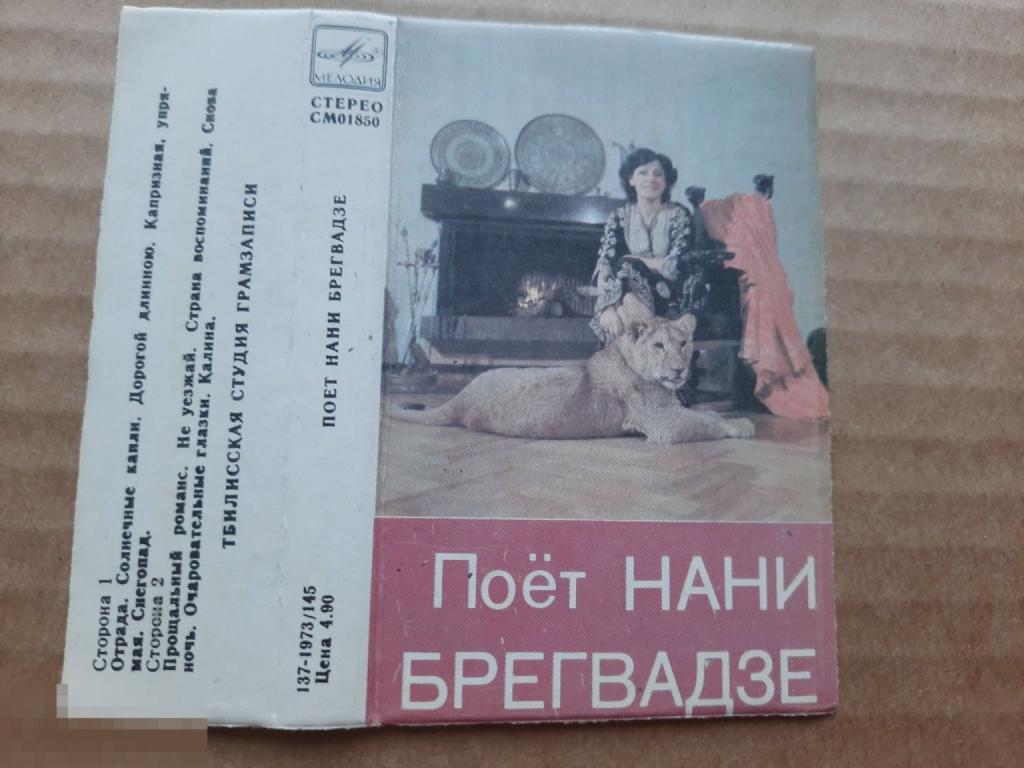 МЕЛОДИЯ
СТЕРЕО
СМ01850
ПОЕТ НАНИ БРЕГВАДЗЕ
137-1973/145
Цена 4.90
Сторона 1
Отрада. Солнечные капли. Дорогой длинною. Капризная, упря-
мая. Снегопад.
Сторона 2
Прощальный романс. Не уезжай. Страна воспоминаний. Снова
ночь. Очаровательные глазки. Калина.
ТБИЛИССКАЯ СТУДИЯ ГРАМЗАПИСИ
Поёт НАНИ
БРЕГВАДЗЕ